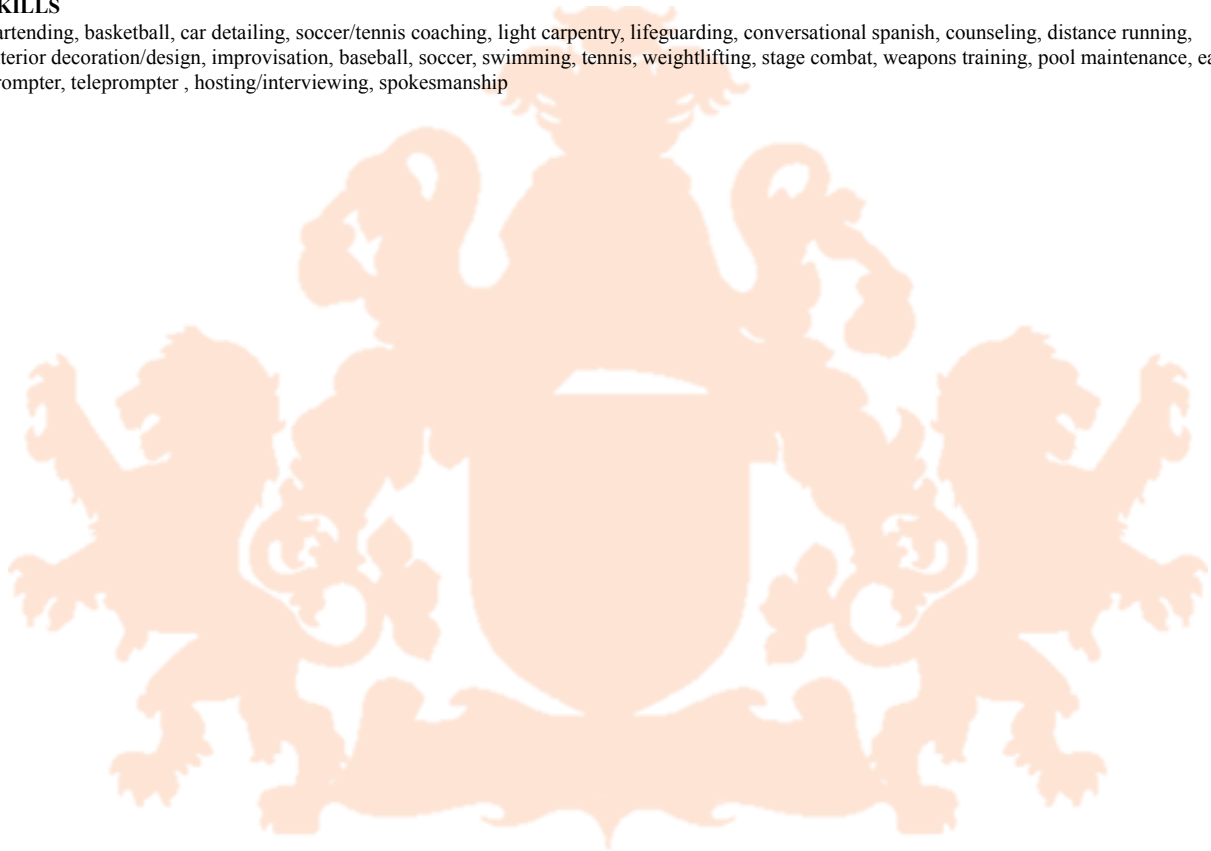 KILLS
artending, basketball, car detailing, soccer/tennis coaching, light carpentry, lifeguarding, conversational spanish, counseling, distance running,
terior decoration/design, improvisation, baseball, soccer, swimming, tennis, weightlifting, stage combat, weapons training, pool maintenance, ea
rompter, teleprompter , hosting/interviewing, spokesmanship